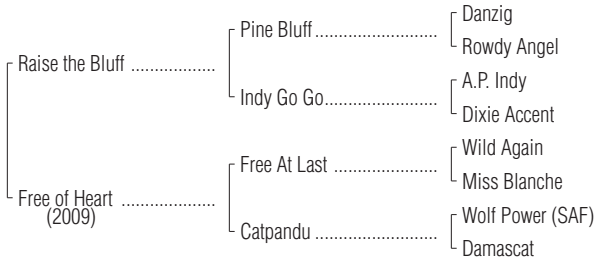 Danzig
Pine Bluff..........................
Rowdy Angel
Raise the Bluff ..................
A.P. Indy
Indy Go Go........................
Dixie Accent
Wild Again
Free At Last ......................
Miss Blanche
Free of Heart ....................
(2009)
Wolf Power (SAF)
Catpandu ..........................
Damascat